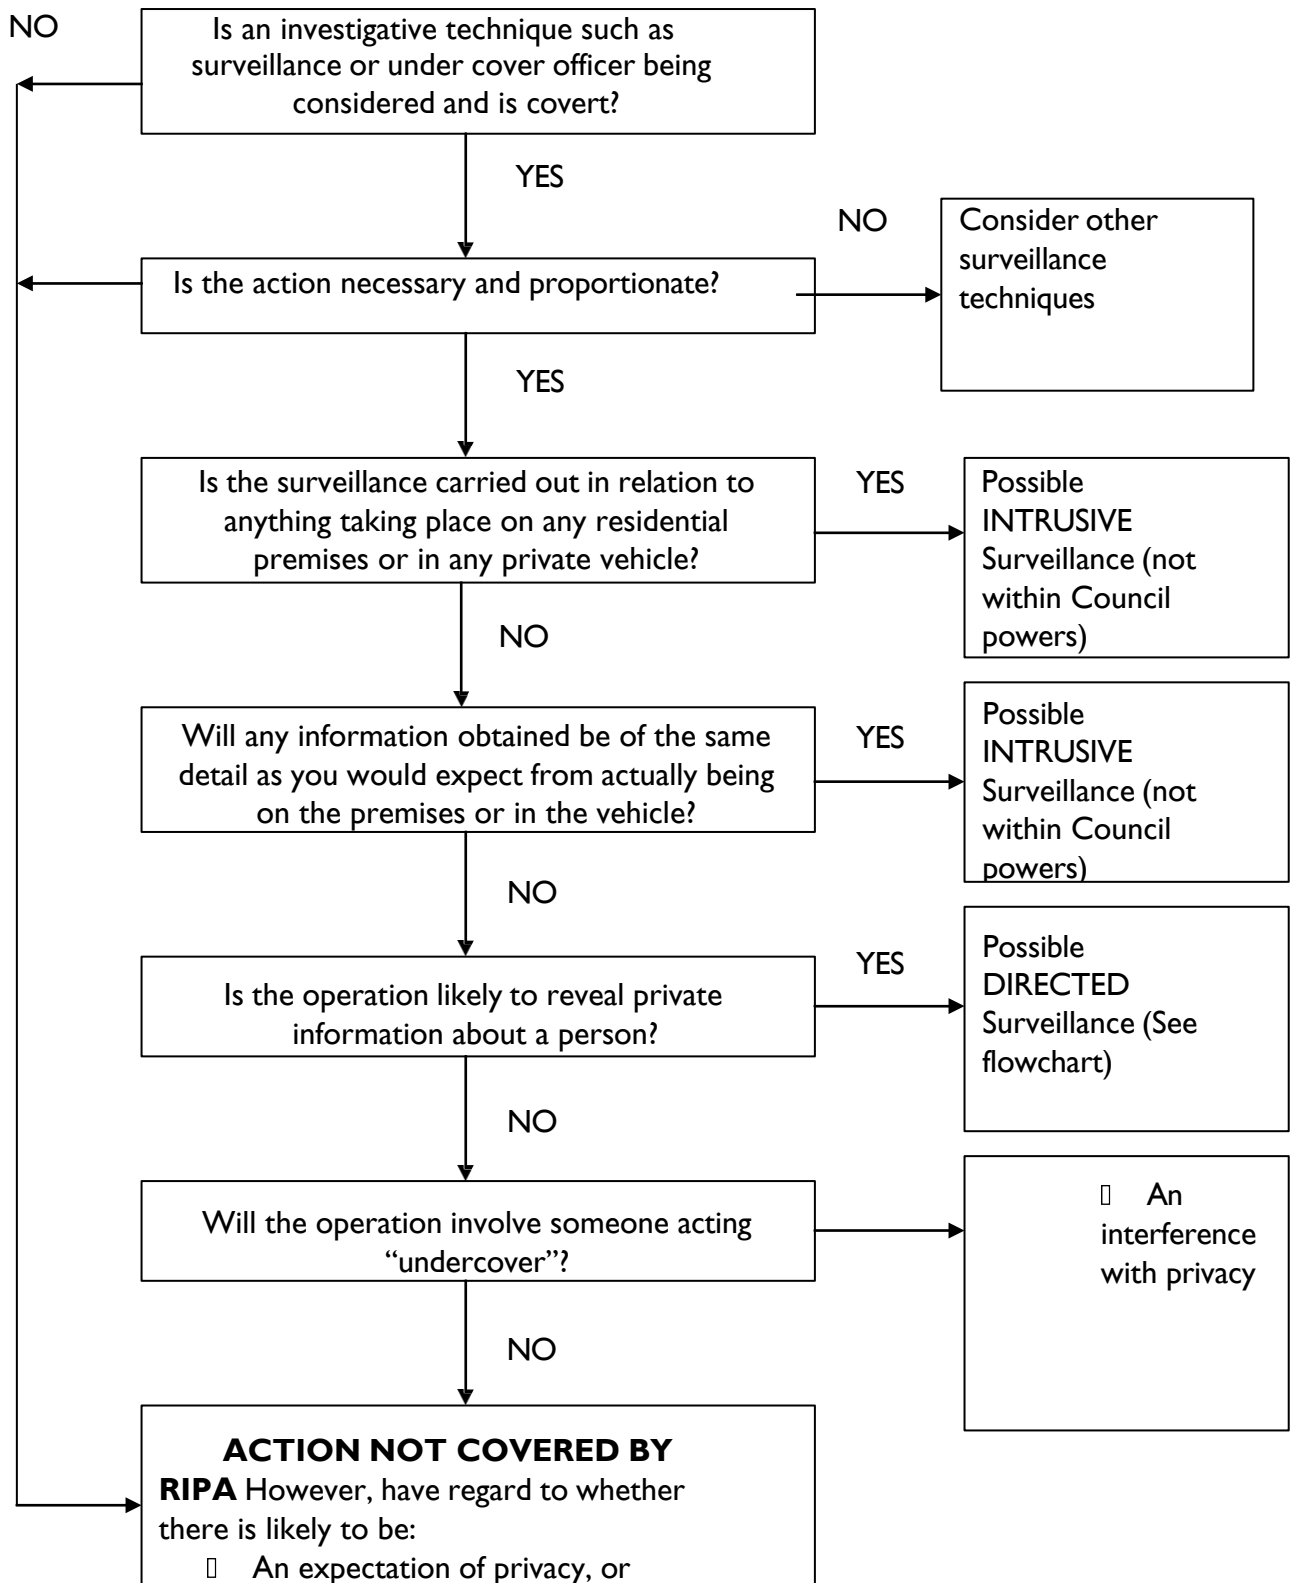 NO
Is an investigative technique such as
surveillance or under cover officer being
considered and is covert?
YES
NO
Consider other
surveillance
techniques
Is the action necessary and proportionate?
YES
Is the surveillance carried out in relation to
anything taking place on any residential
premises or in any private vehicle?
YES
Possible
INTRUSIVE
Surveillance (not
within Council
powers)
NO
Will any information obtained be of the same
detail as you would expect from actually being
on the premises or in the vehicle?
YES
Possible
INTRUSIVE
Surveillance (not
within Council
powers)
NO
Is the operation likely to reveal private
information about a person?
YES
Possible
DIRECTED
Surveillance (See
flowchart)
NO
Will the operation involve someone acting
“undercover”?
▯ An
interference
with privacy
NO
ACTION NOT COVERED BY
RIPA However, have regard to whether
there is likely to be:
▯ An expectation of privacy, or